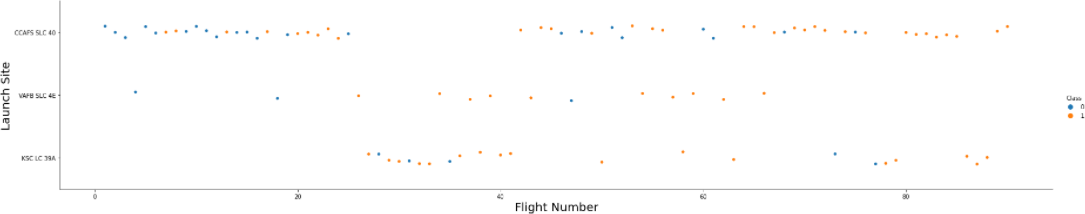 CCAFS SLC 40
VAFB SLC 4E
KSC LC 39A
Launch Site
0 20 40 60 80
Flight Number
Class
0
1